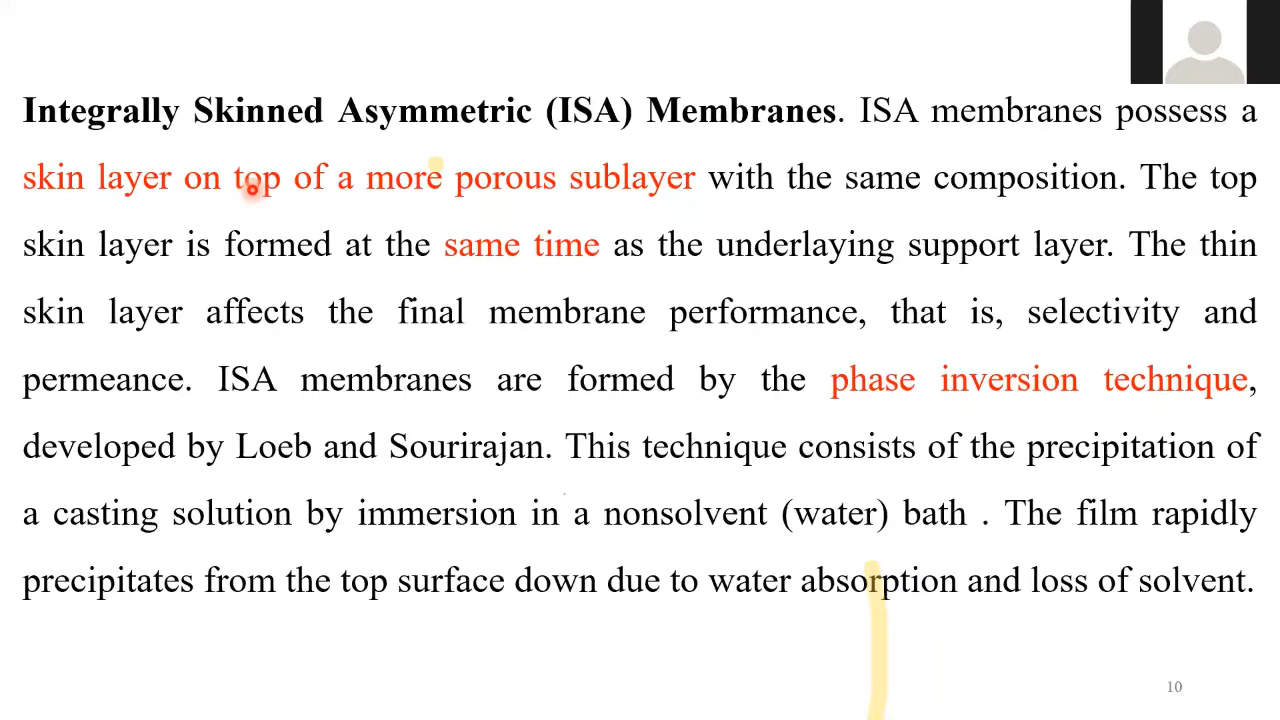 Integrally Skinned Asymmetric (ISA) Membranes. ISA membranes possess a
skin layer on top of a more porous sublayer with the same composition. The top
skin layer is formed at the same time as the underlaying support layer. The thin
skin layer affects the final membrane performance, that is, selectivity and
permeance. ISA membranes are formed by the phase inversion technique,
developed by Loeb and Sourirajan. This technique consists of the precipitation of
a casting solution by immersion in a nonsolvent (water) bath . The film rapidly
precipitates from the top surface down due to water absorption and loss of solvent.
10